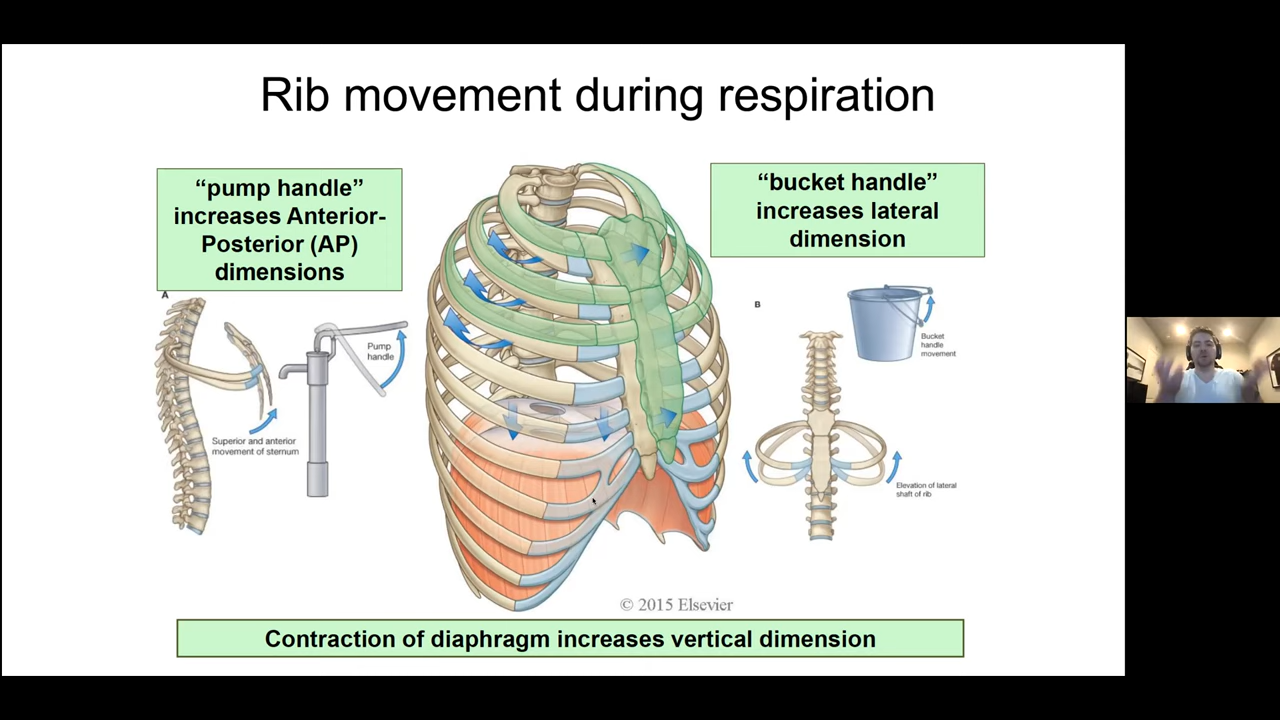 Rib movement during respiration
“pump handle”
increases Anterior-
Posterior (AP)
dimensions
“bucket handle”
increases lateral
dimension
A
Pump
handle
Superior and anterior
movement of sternum
B
Bucket
handle
movement
Elevation of lateral
shaft of rib
© 2015 Elsevier
Contraction of diaphragm increases vertical dimension